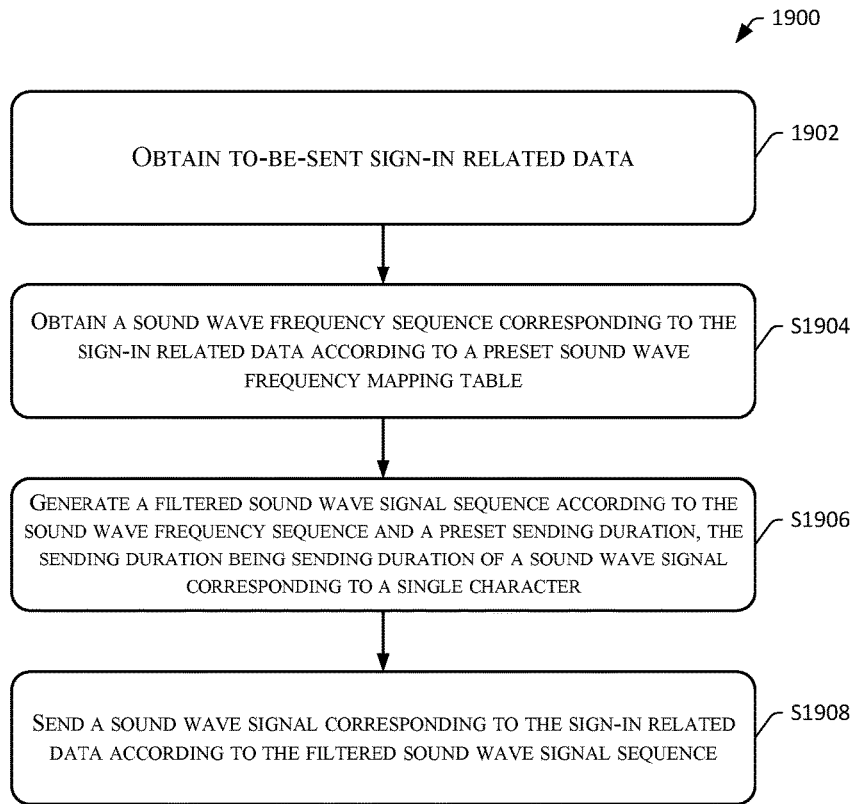 1900
OBTAIN TO-BE-SENT SIGN-IN RELATED DATA
1902
OBTAIN A SOUND WAVE FREQUENCY SEQUENCE CORRESPONDING TO THE
SIGN-IN RELATED DATA ACCORDING TO A PRESET SOUND WAVE
FREQUENCY MAPPING TABLE
S1904
GENERATE A FILTERED SOUND WAVE SIGNAL SEQUENCE ACCORDING TO THE
SOUND WAVE FREQUENCY SEQUENCE AND A PRESET SENDING DURATION, THE
SENDING DURATION BEING SENDING DURATION OF A SOUND WAVE SIGNAL
CORRESPONDING TO A SINGLE CHARACTER
S1906
SEND A SOUND WAVE SIGNAL CORRESPONDING TO THE SIGN-IN RELATED
DATA ACCORDING TO THE FILTERED SOUND WAVE SIGNAL SEQUENCE
S1908